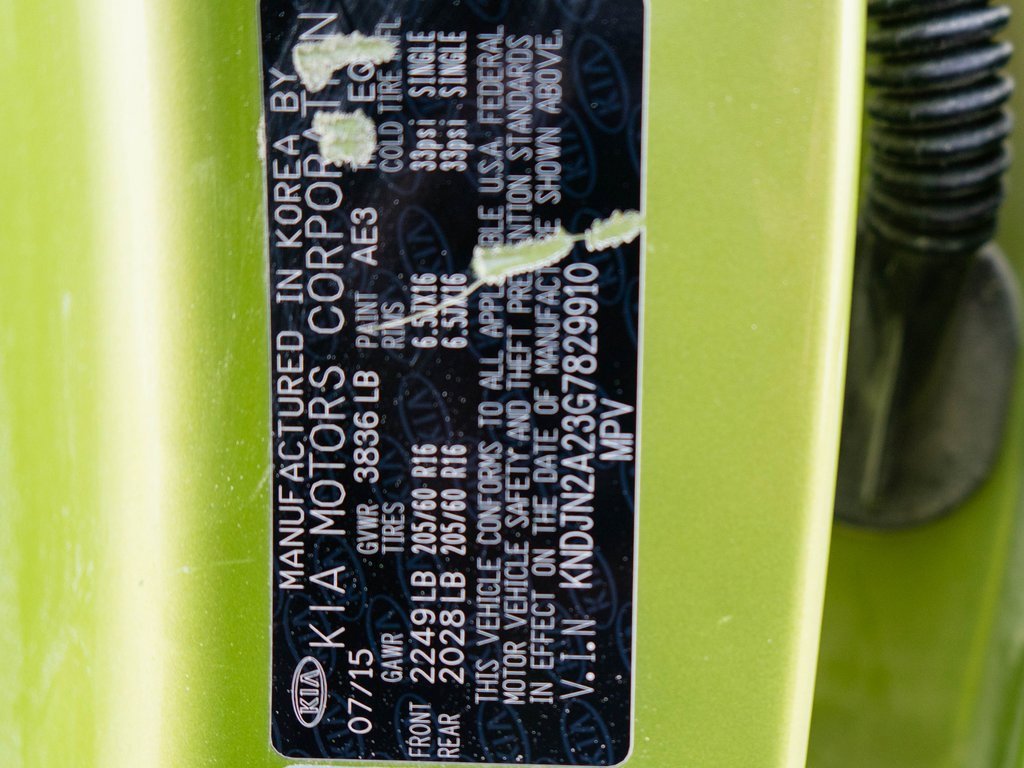 MANUFACTURED IN KOREA BY
KIA KIA MOTORS CORPORATION
07/15 GVWR 3836 LB PAINT AE3 EQ
GAWR TIRES RIMS COLD TIRE
FRONT 2249 LB 205/60 R16 6.5JX16 33psi SINGLE
REAR 2028 LB 205/60 R16 6.5JX16 33psi SINGLE
THIS VEHICLE CONFORMS TO ALL APPLICABLE U.S.A. FEDERAL
MOTOR VEHICLE SAFETY AND THEFT PREVENTION STANDARDS
IN EFFECT ON THE DATE OF MANUFACTURE SHOWN ABOVE.
V.I.N KNDJN2A23G7829910
MPV